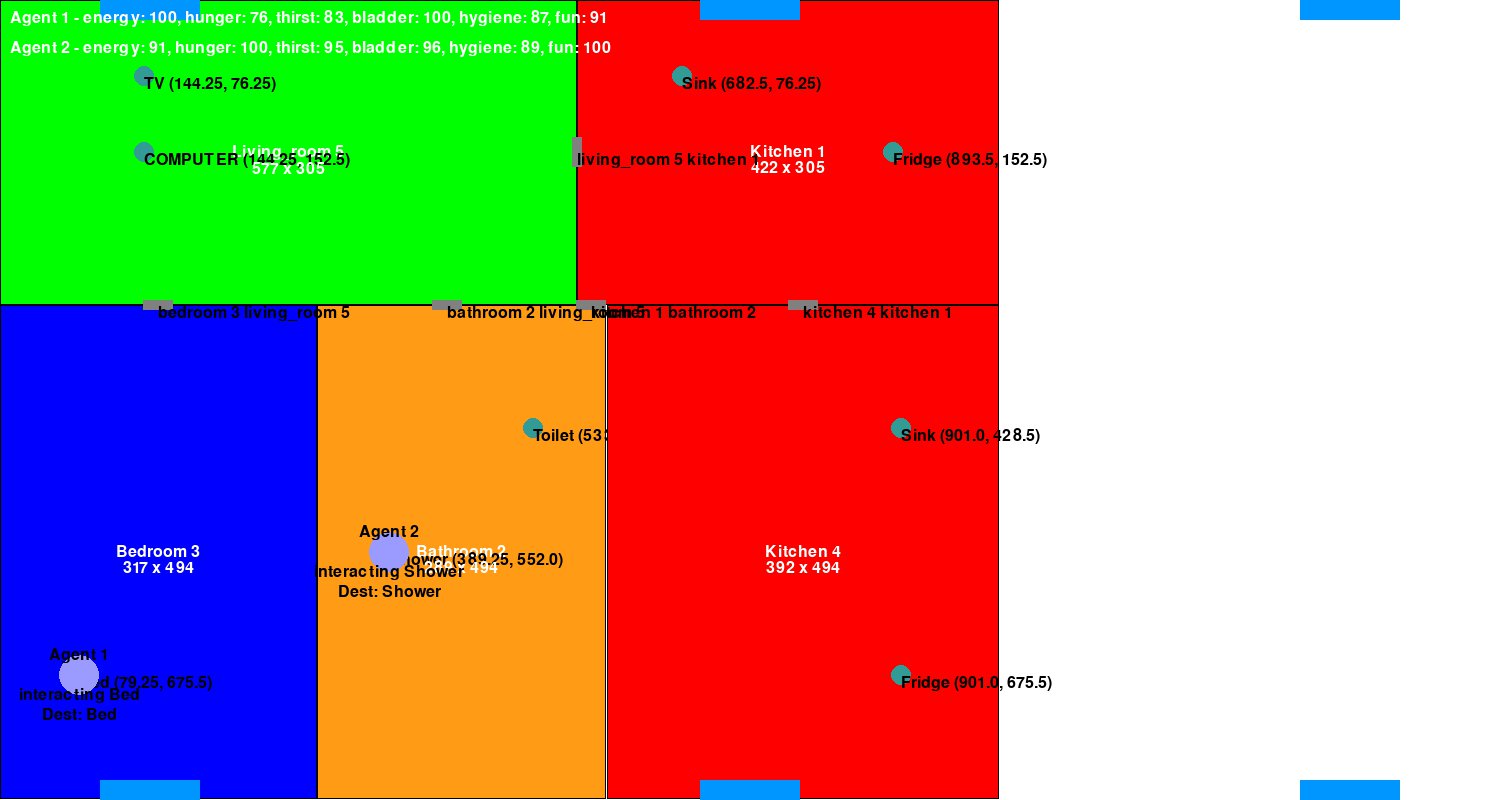 Agent 1 - energy: 100, hunger: 76, thirst: 83, bladder: 100, hygiene: 87, fun: 91
Agent 2 - energy: 91, hunger: 100, thirst: 95, bladder: 96, hygiene: 89, fun: 100
TV (144.25, 76.25)
Sink (682.5, 76.25)
Living_room 5
577 x 305
COMPUTER (144.25, 152.5)
living_room 5 kitchen 1
Kitchen 1
422 x 305
Fridge (893.5, 152.5)
bedroom 3 living_room 5
bathroom 2 living_room 5
kitchen 1 bathroom 2
kitchen 4 kitchen 1
Toilet (533
Sink (901.0, 428.5)
Agent 2
Bathroom 2
494
Shower (389.25, 552.0)
interacting Shower
Dest: Shower
Bedroom 3
317 x 494
Kitchen 4
392 x 494
Agent 1
(79.25, 675.5)
interacting Bed
Dest: Bed
Fridge (901.0, 675.5)